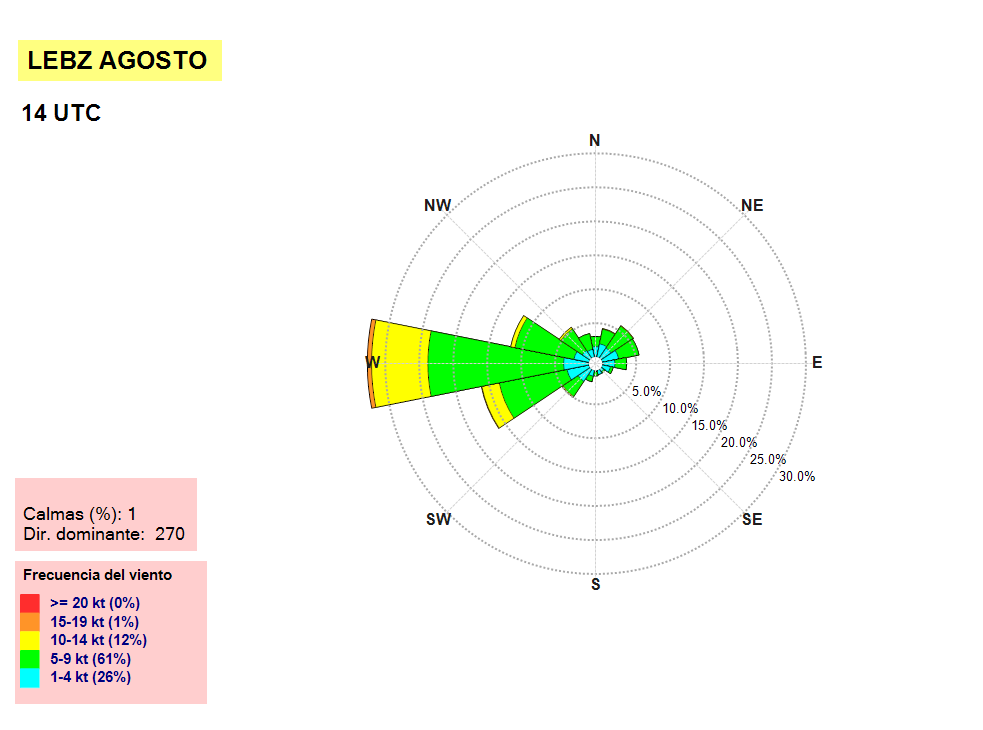 LEBZ AGOSTO
14 UTC
N
NW
NE
W
E
5.0%
10.0%
15.0%
20.0%
25.0%
30.0%
SW
SE
S
Calmas (%): 1
Dir. dominante: 270
Frecuencia del viento
>= 20 kt (0%)
15-19 kt (1%)
10-14 kt (12%)
5-9 kt (61%)
1-4 kt (26%)